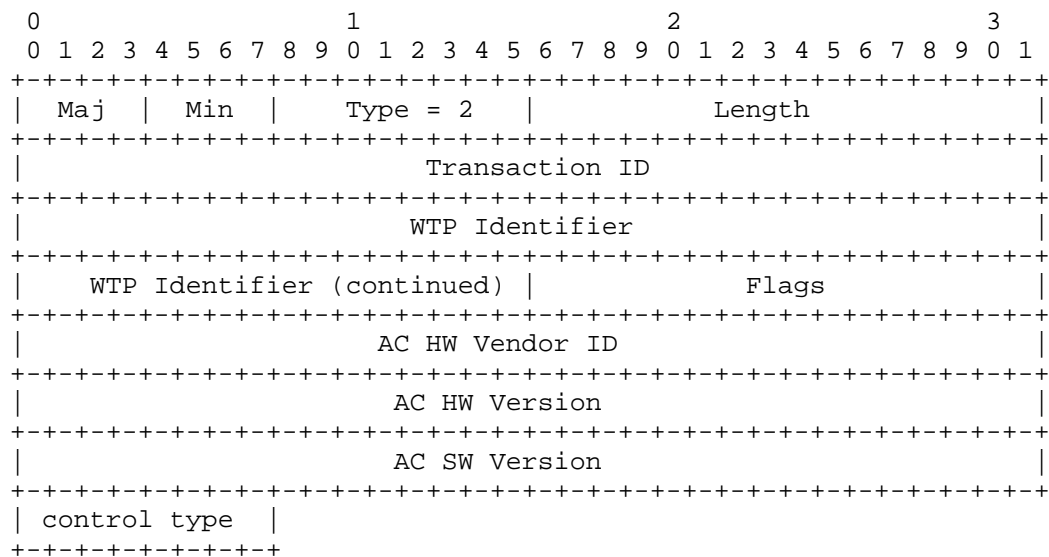 0                   1                   2                   3
 0 1 2 3 4 5 6 7 8 9 0 1 2 3 4 5 6 7 8 9 0 1 2 3 4 5 6 7 8 9 0 1
+-+-+-+-+-+-+-+-+-+-+-+-+-+-+-+-+-+-+-+-+-+-+-+-+-+-+-+-+-+-+-+-+
|  Maj  |  Min  |    Type = 2   |           Length              |
+-+-+-+-+-+-+-+-+-+-+-+-+-+-+-+-+-+-+-+-+-+-+-+-+-+-+-+-+-+-+-+-+
|                         Transaction ID                        |
+-+-+-+-+-+-+-+-+-+-+-+-+-+-+-+-+-+-+-+-+-+-+-+-+-+-+-+-+-+-+-+-+
|                        WTP Identifier                         |
+-+-+-+-+-+-+-+-+-+-+-+-+-+-+-+-+-+-+-+-+-+-+-+-+-+-+-+-+-+-+-+-+
|    WTP Identifier (continued) |             Flags             |
+-+-+-+-+-+-+-+-+-+-+-+-+-+-+-+-+-+-+-+-+-+-+-+-+-+-+-+-+-+-+-+-+
|                      AC HW Vendor ID                          |
+-+-+-+-+-+-+-+-+-+-+-+-+-+-+-+-+-+-+-+-+-+-+-+-+-+-+-+-+-+-+-+-+
|                       AC HW Version                           |
+-+-+-+-+-+-+-+-+-+-+-+-+-+-+-+-+-+-+-+-+-+-+-+-+-+-+-+-+-+-+-+-+
|                       AC SW Version                           |
+-+-+-+-+-+-+-+-+-+-+-+-+-+-+-+-+-+-+-+-+-+-+-+-+-+-+-+-+-+-+-+-+
| control type  |
+-+-+-+-+-+-+-+-+